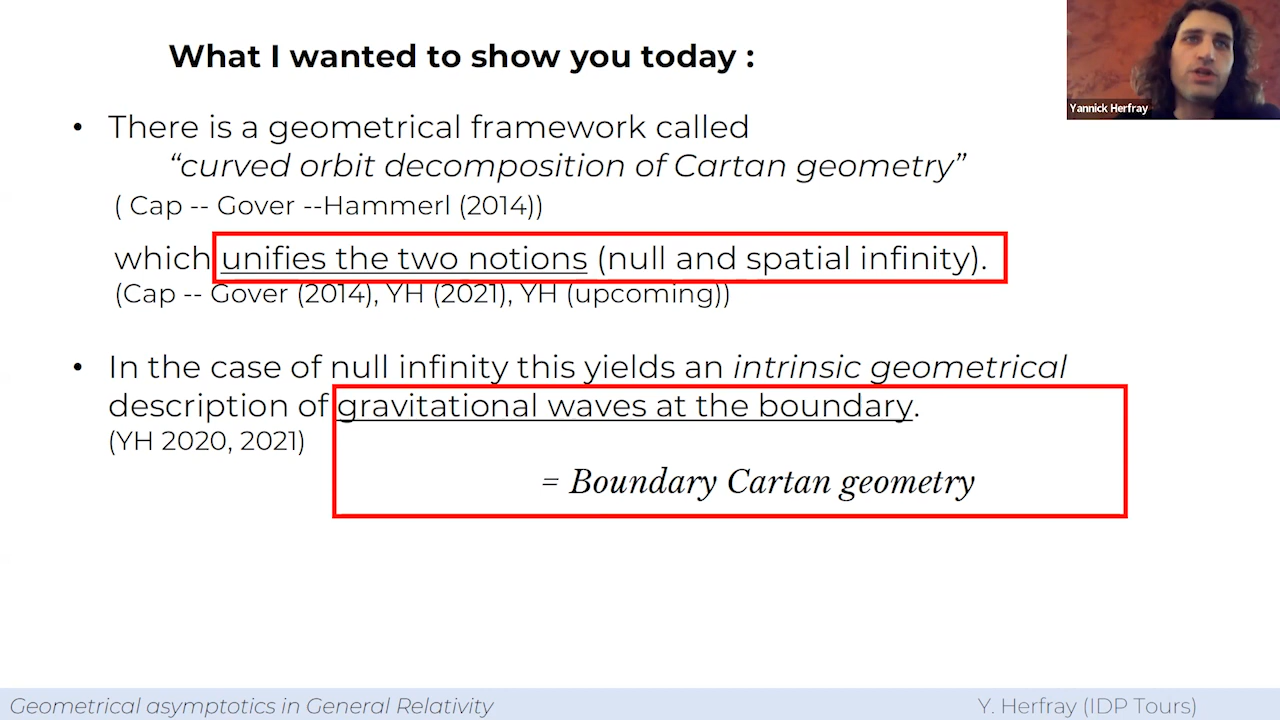 What I wanted to show you today :
Yannick Herfray
• There is a geometrical framework called
“curved orbit decomposition of Cartan geometry”
( Cap -- Gover --Hammerl (2014))
which unifies the two notions (null and spatial infinity).
(Cap -- Gover (2014), YH (2021), YH (upcoming))
• In the case of null infinity this yields an intrinsic geometrical
description of gravitational waves at the boundary.
(YH 2020, 2021)
= Boundary Cartan geometry
Geometrical asymptotics in General Relativity
Y. Herfray (IDP Tours)